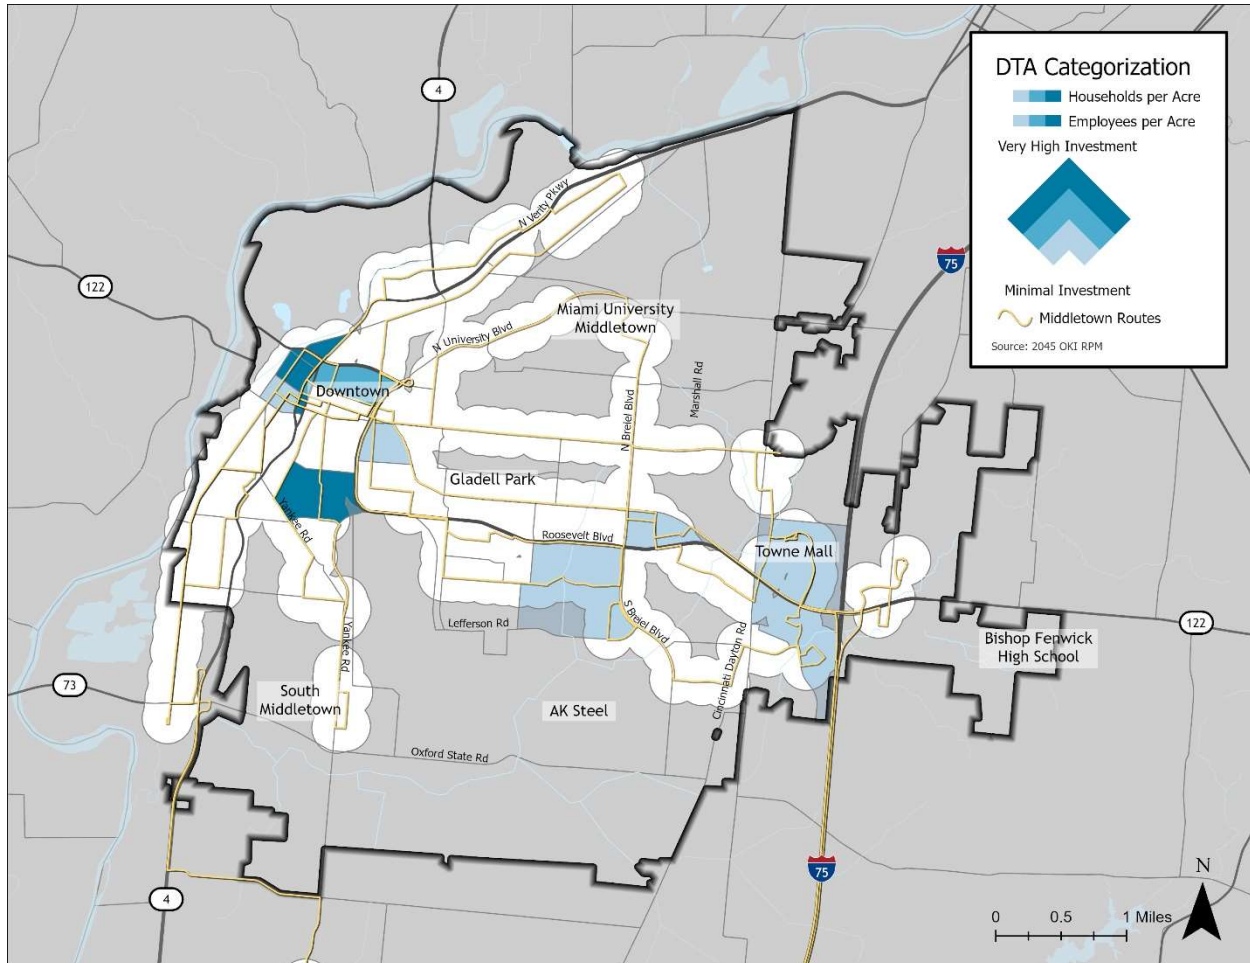 DTA Categorization
Households per Acre
Employees per Acre
Very High Investment
Minimal Investment
Middletown Routes
Source: 2045 OKI RPM
4
N Verity Pkwy
75
122
Miami University
Middletown
N University Blvd
Marshall Rd
Downtown
N Breiel Blvd
Gladell Park
Yankee Rd
Roosevelt Blvd
Towne Mall
Lefferson Rd
S Breiel Blvd
122
Yankee Rd
Cincinnati Dayton Rd
Bishop Fenwick
High School
73
South
Middletown
AK Steel
Oxford State Rd
75
4
N
0 0.5 1 Miles